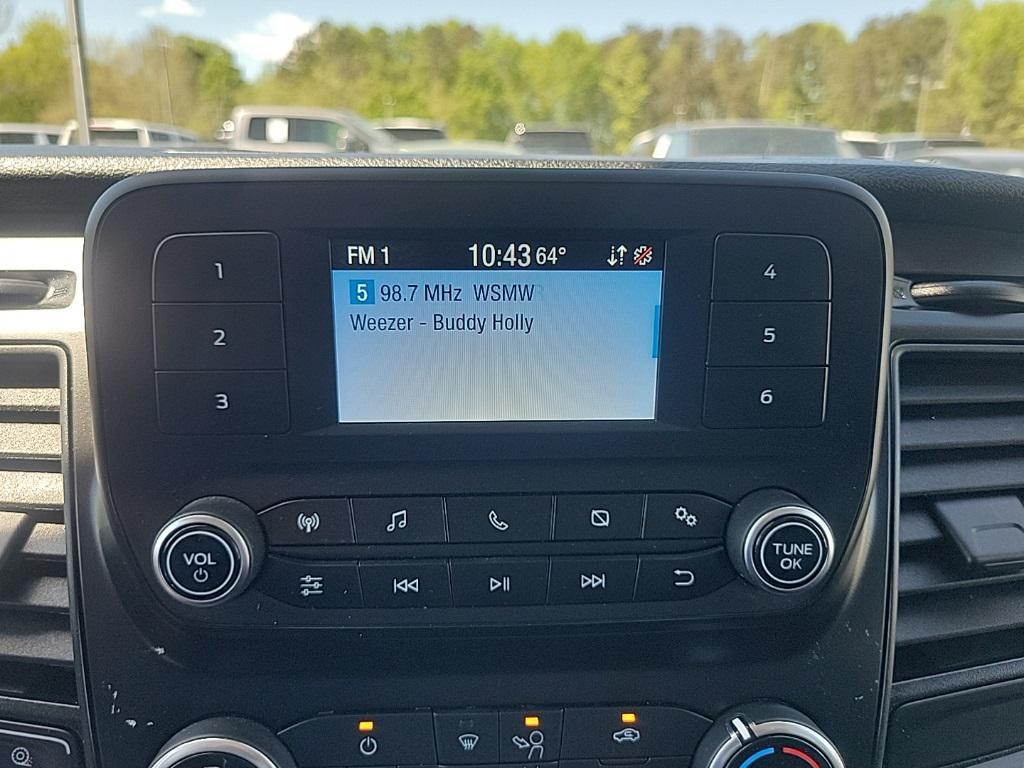 FM 1 10:43 64°
5 98.7 MHz WSMW
Weezer - Buddy Holly
1
2
3
4
5
6
VOL
TUNE
OK